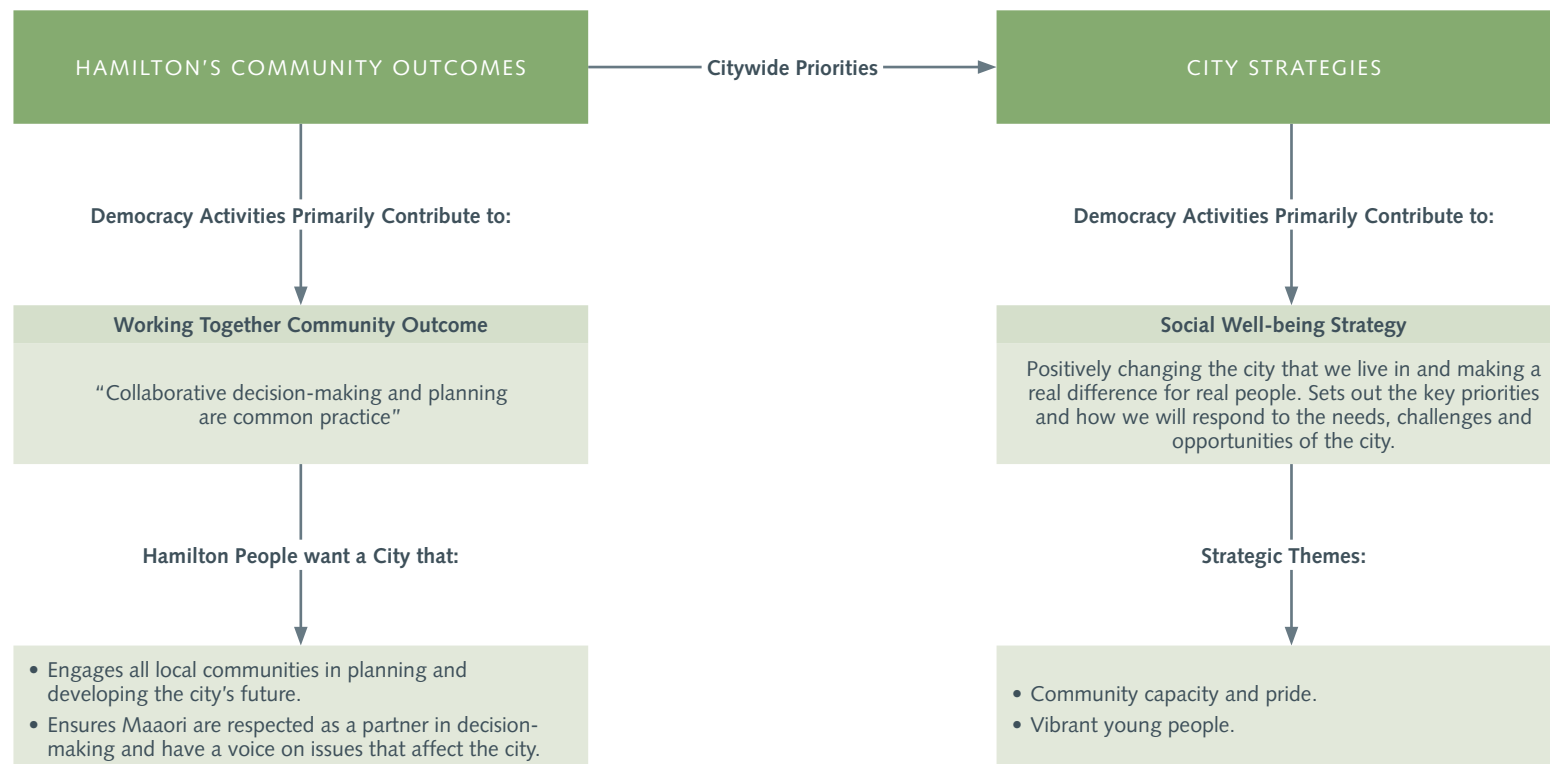 HAMILTON’S COMMUNITY OUTCOMES
Citywide Priorities
CITY STRATEGIES
Democracy Activities Primarily Contribute to:
Working Together Community Outcome
“Collaborative decision-making and planning
are common practice”
Hamilton People want a City that:
• Engages all local communities in planning and
developing the city’s future.
• Ensures Maaori are respected as a partner in decision-
making and have a voice on issues that affect the city.
Democracy Activities Primarily Contribute to:
Social Well-being Strategy
Positively changing the city that we live in and making a
real difference for real people. Sets out the key priorities
and how we will respond to the needs, challenges and
opportunities of the city.
Strategic Themes:
• Community capacity and pride.
• Vibrant young people.